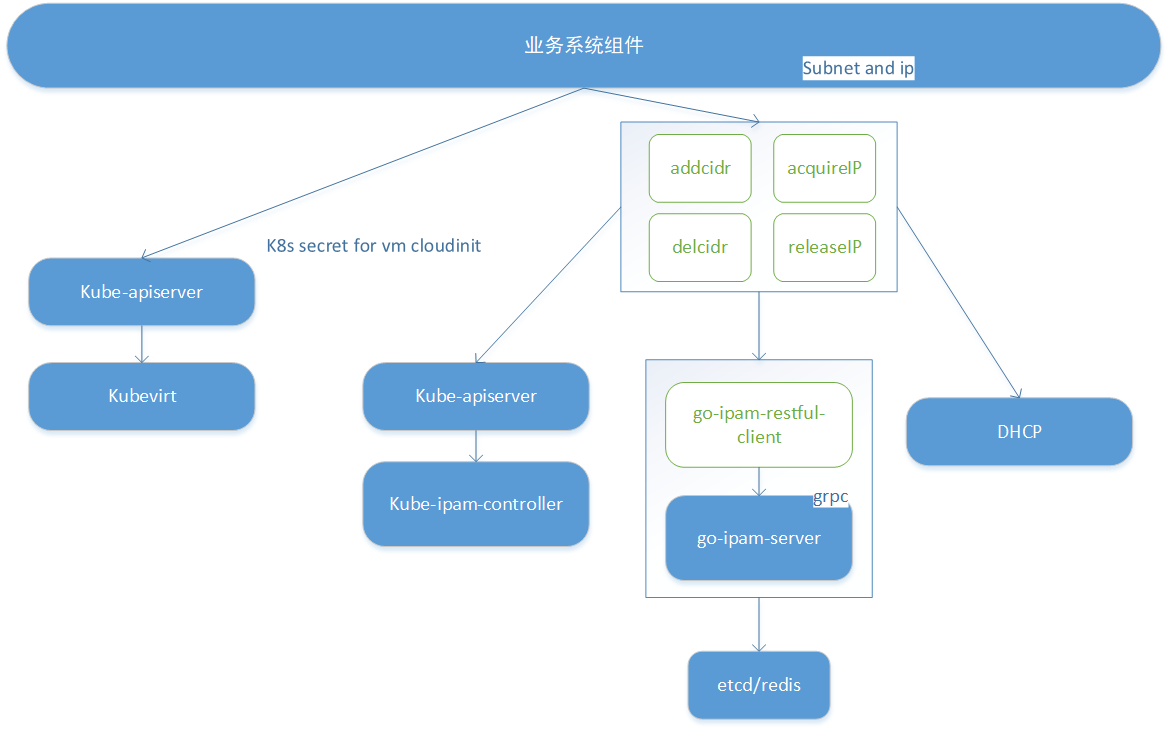 业务系统组件
Subnet and ip
addcidr
acquireIP
delcidr
releaseIP
K8s secret for vm cloudinit
Kube-apiserver
Kubevirt
Kube-apiserver
Kube-ipam-controller
go-ipam-restful-
client
grpc
go-ipam-server
DHCP
etcd/redis